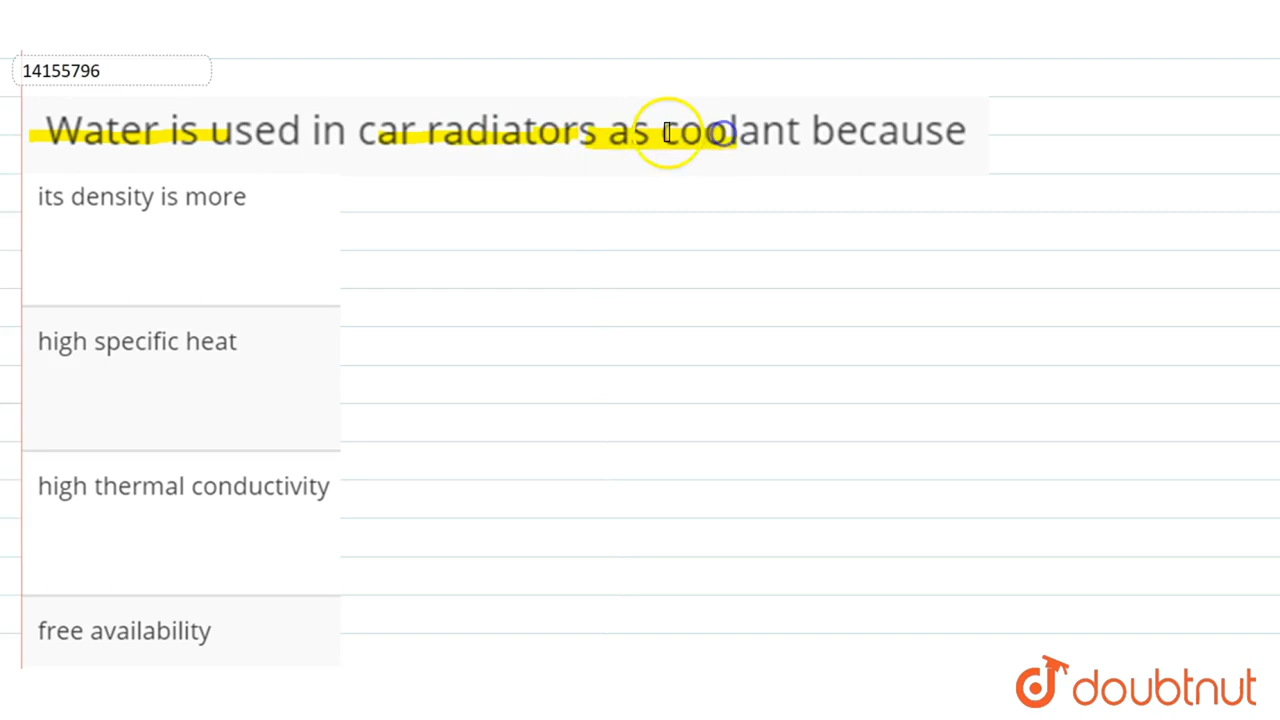 14155796
Water is used in car radiators as coolant because
its density is more
high specific heat
high thermal conductivity
free availability
doubtnut